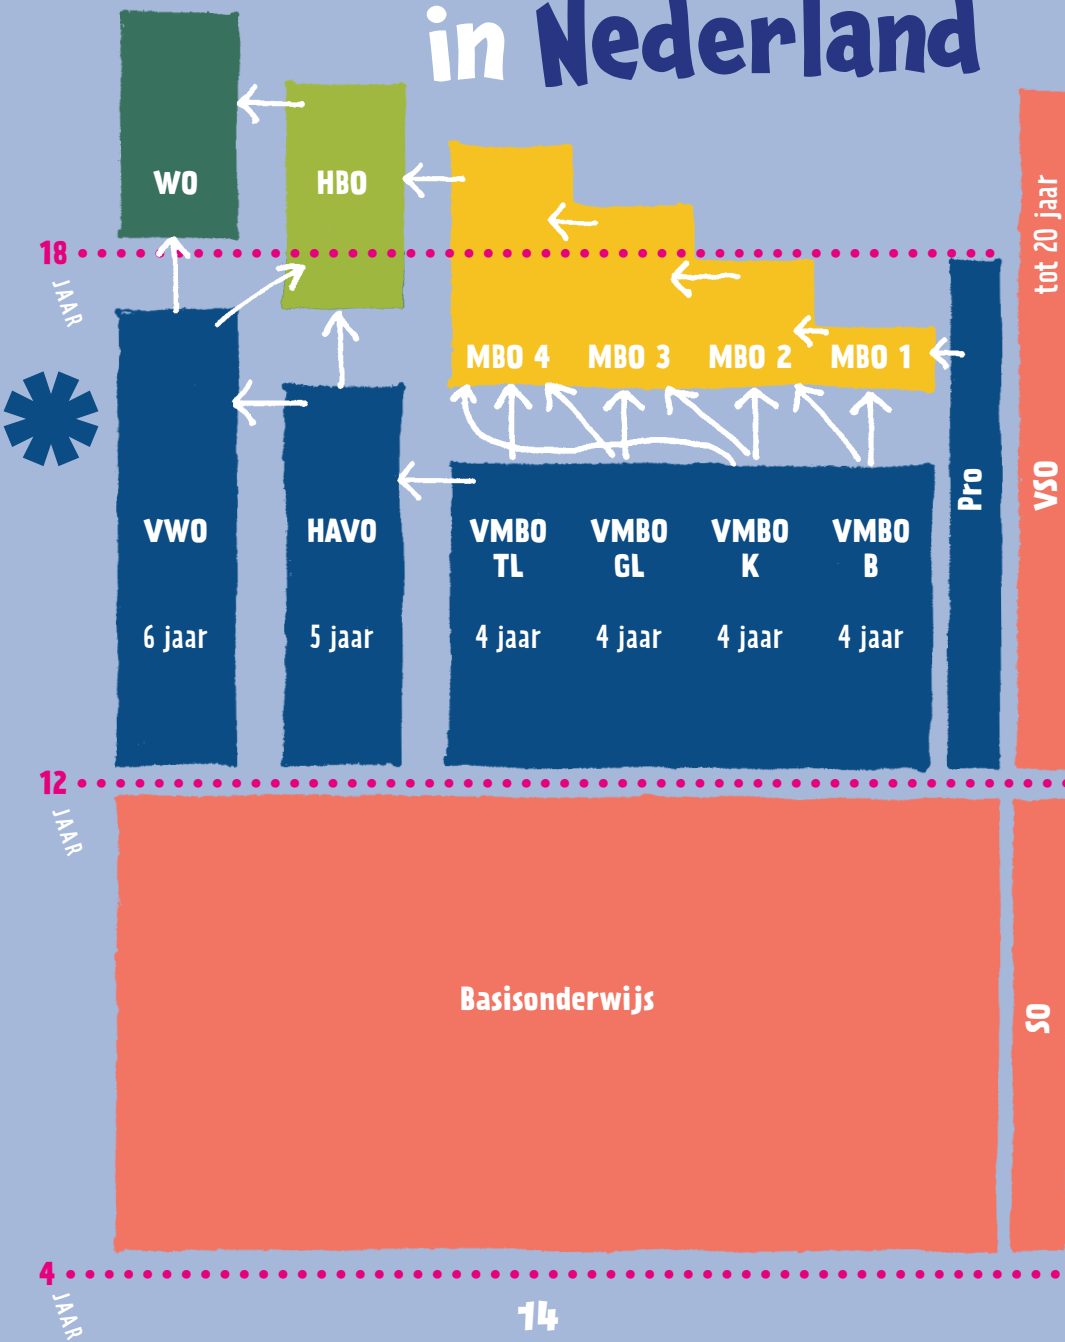 in Nederland
WO
HBO
tot 20 jaar
18
JAAR
MBO 4 MBO 3 MBO 2 MBO 1
Pro
VSO
VWO HAVO VMBO VMBO VMBO VMBO
TL GL K B
6 jaar 5 jaar 4 jaar 4 jaar 4 jaar 4 jaar
12
JAAR
Basisonderwijs
SO
4
JAAR
14